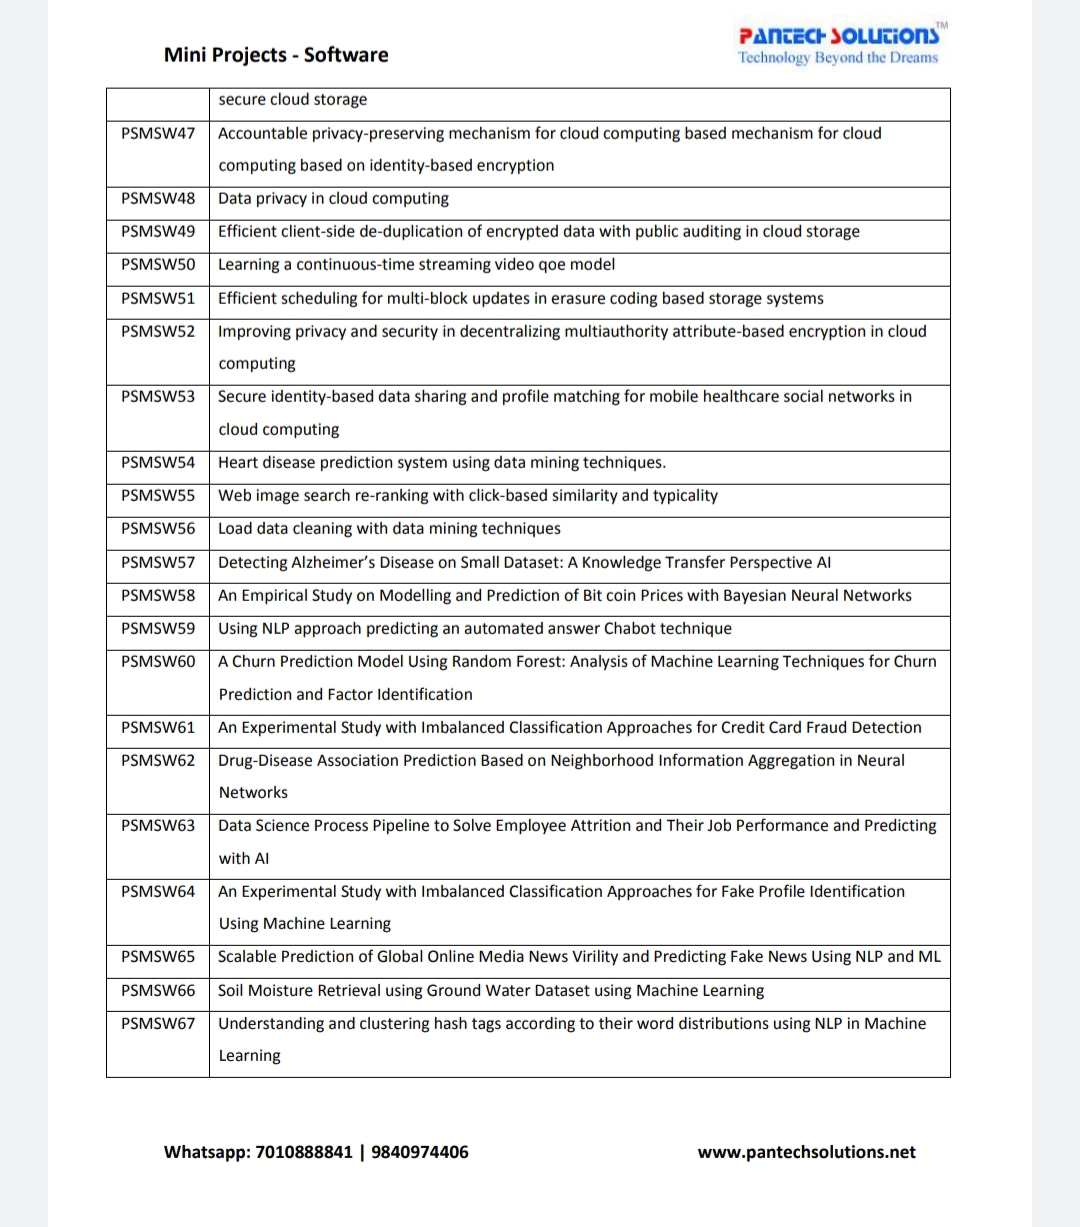 PANTECH SOLUTIONS TM
Mini Projects - Software
Technology Beyond the Dreams
secure cloud storage
PSMSW47 Accountable privacy-preserving mechanism for cloud computing based mechanism for cloud
computing based on identity-based encryption
PSMSW48 Data privacy in cloud computing
PSMSW49 Efficient client-side de-duplication of encrypted data with public auditing in cloud storage
PSMSW50 Learning a continuous-time streaming video qoe model
PSMSW51 Efficient scheduling for multi-block updates in erasure coding based storage systems
PSMSW52 Improving privacy and security in decentralizing multiauthority attribute-based encryption in cloud
computing
PSMSW53 Secure identity-based data sharing and profile matching for mobile healthcare social networks in
cloud computing
PSMSW54 Heart disease prediction system using data mining techniques.
PSMSW55 Web image search re-ranking with click-based similarity and typicality
PSMSW56 Load data cleaning with data mining techniques
PSMSW57 Detecting Alzheimer’s Disease on Small Dataset: A Knowledge Transfer Perspective AI
PSMSW58 An Empirical Study on Modelling and Prediction of Bit coin Prices with Bayesian Neural Networks
PSMSW59 Using NLP approach predicting an automated answer Chabot technique
PSMSW60 A Churn Prediction Model Using Random Forest: Analysis of Machine Learning Techniques for Churn
Prediction and Factor Identification
PSMSW61 An Experimental Study with Imbalanced Classification Approaches for Credit Card Fraud Detection
PSMSW62 Drug-Disease Association Prediction Based on Neighborhood Information Aggregation in Neural
Networks
PSMSW63 Data Science Process Pipeline to Solve Employee Attrition and Their Job Performance and Predicting
with AI
PSMSW64 An Experimental Study with Imbalanced Classification Approaches for Fake Profile Identification
Using Machine Learning
PSMSW65 Scalable Prediction of Global Online Media News Virility and Predicting Fake News Using NLP and ML
PSMSW66 Soil Moisture Retrieval using Ground Water Dataset using Machine Learning
PSMSW67 Understanding and clustering hash tags according to their word distributions using NLP in Machine
Learning
Whatsapp: 7010888841 | 9840974406 www.pantechsolutions.net